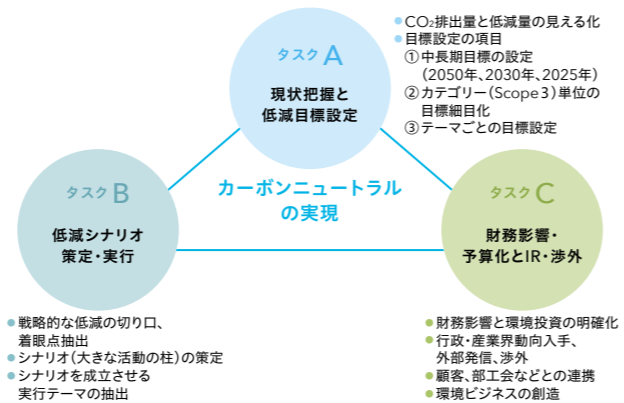 タスク A
現状把握と
低減目標設定
● CO₂排出量と低減量の見える化
● 目標設定の項目
① 中長期目標の設定
（2050年、2030年、2025年）
② カテゴリー（Scope３）単位の
目標細目化
③ テーマごとの目標設定
カーボンニュートラル
の実現
タスク B
低減シナリオ
策定・実行
● 戦略的な低減の切り口、
着眼点抽出
● シナリオ（大きな活動の柱）の策定
● シナリオを成立させる
実行テーマの抽出
タスク C
財務影響・
予算化とIR・渉外
● 財務影響と環境投資の明確化
● 行政・産業界動向入手、
外部発信、渉外
● 顧客、部工会などとの連携
● 環境ビジネスの創造